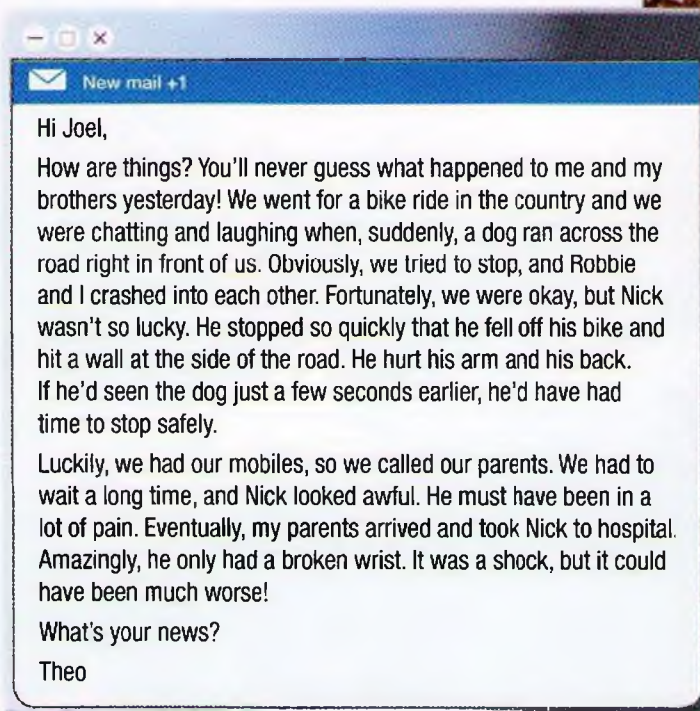 New mail +1
Hi Joel,
How are things? You'll never guess what happened to me and my
brothers yesterday! We went for a bike ride in the country and we
were chatting and laughing when, suddenly, a dog ran across the
road right in front of us. Obviously, we tried to stop, and Robbie
and I crashed into each other. Fortunately, we were okay, but Nick
wasn't so lucky. He stopped so quickly that he fell off his bike and
hit a wall at the side of the road. He hurt his arm and his back.
If he'd seen the dog just a few seconds earlier, he'd have had
time to stop safely.
Luckily, we had our mobiles, so we called our parents. We had to
wait a long time, and Nick looked awful. He must have been in a
lot of pain. Eventually, my parents arrived and took Nick to hospital.
Amazingly, he only had a broken wrist. It was a shock, but it could
have been much worse!
What's your news?
Theo